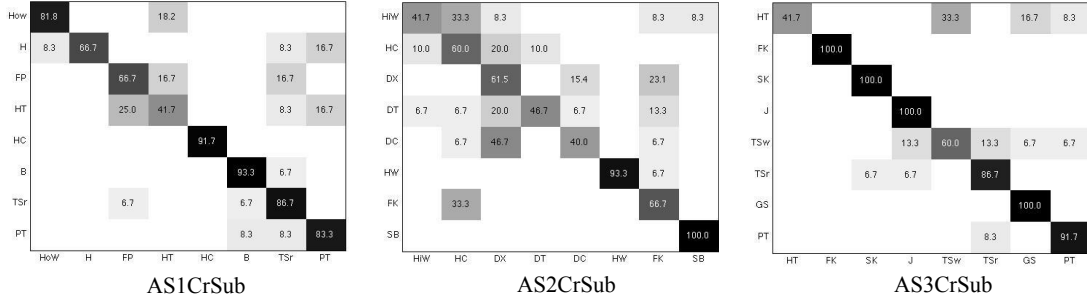 How 81.8 18.2
H 8.3 66.7 8.3 16.7
FP 66.7 16.7 16.7
HT 25.0 41.7 8.3 16.7
HC 91.7
B 93.3 6.7
TSr 6.7 6.7 86.7
PT 8.3 8.3 83.3
HoW H FP HT HC B TSr PT
AS1CrSub
HiW 41.7 33.3 8.3 8.3 8.3
HC 10.0 60.0 20.0 10.0
DX 61.5 15.4 23.1
DT 6.7 6.7 20.0 46.7 6.7 13.3
DC 6.7 46.7 40.0 6.7
HW 93.3 6.7
FK 33.3 66.7
SB 100.0
HiW HC DX DT DC HW FK SB
AS2CrSub
HT 41.7 33.3 16.7 8.3
FK 100.0
SK 100.0
J 100.0
TSw 13.3 60.0 13.3 6.7 6.7
TSr 6.7 6.7 86.7
GS 100.0
PT 8.3 91.7
HT FK SK J TSw TSr GS PT
AS3CrSub